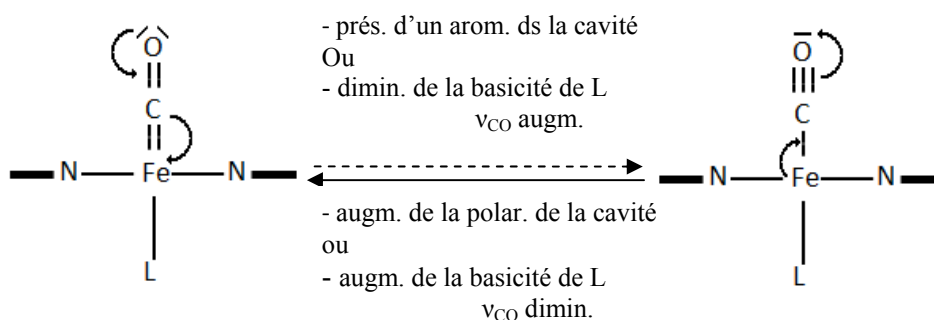 - prés. d’un arom. ds la cavité
Ou
- dimin. de la basicité de L
νCO augm.
O
C
N Fe N
L
O
C
N Fe N
L
- augm. de la polar. de la cavité
ou
- augm. de la basicité de L
νCO dimin.